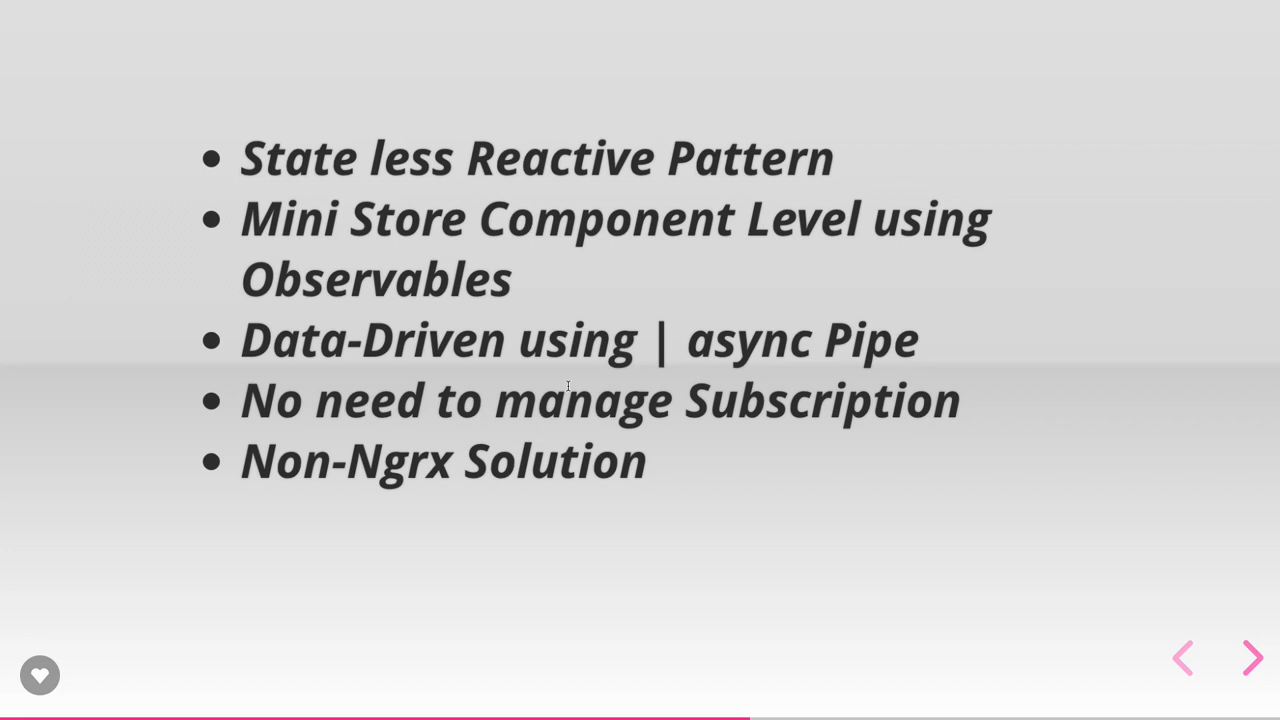 • State less Reactive Pattern
• Mini Store Component Level using
Observables
• Data-Driven using | async Pipe
• No need to manage Subscription
• Non-Ngrx Solution